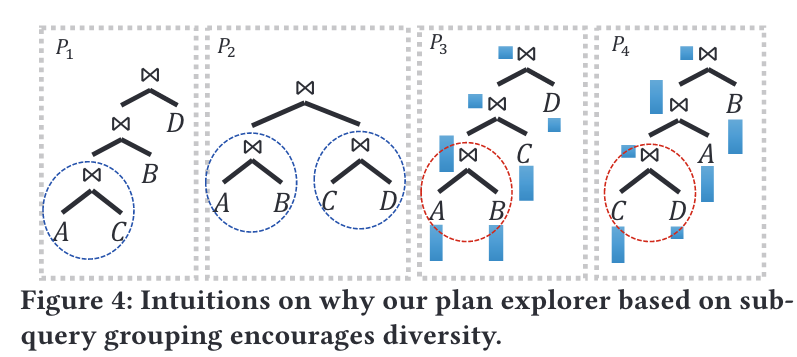 P1
⋈
⋈
D
⋈
B
A
C
P2
⋈
⋈
⋈
A
B
C
D
P3
⋈
⋈
D
⋈
C
A
B
P4
⋈
⋈
B
⋈
A
C
D
Figure 4: Intuitions on why our plan explorer based on sub-
query grouping encourages diversity.